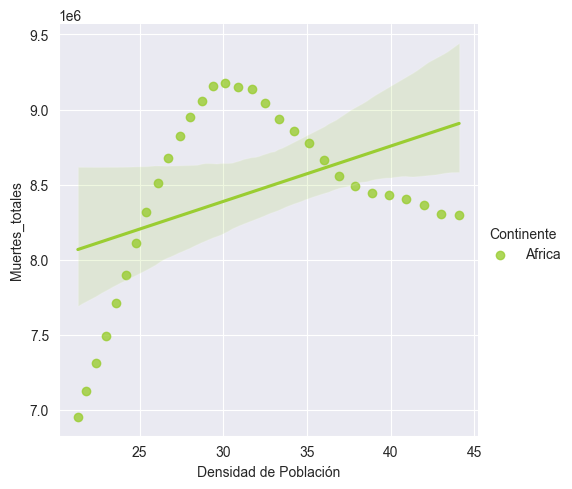 1e6
9.5
9.0
8.5
8.0
7.5
7.0
Muertes_totales
25 30 35 40 45
Densidad de Población
Continente
Africa